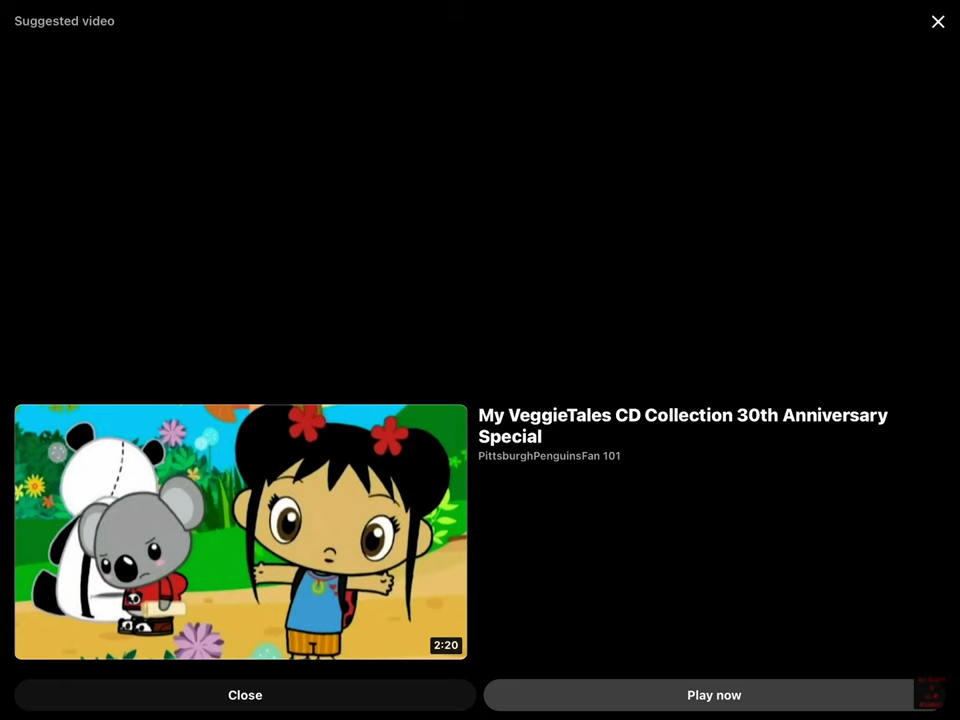 Suggested video
My VeggieTales CD Collection 30th Anniversary
Special
PittsburghPenguinsFan 101
2:20
Close
Play now